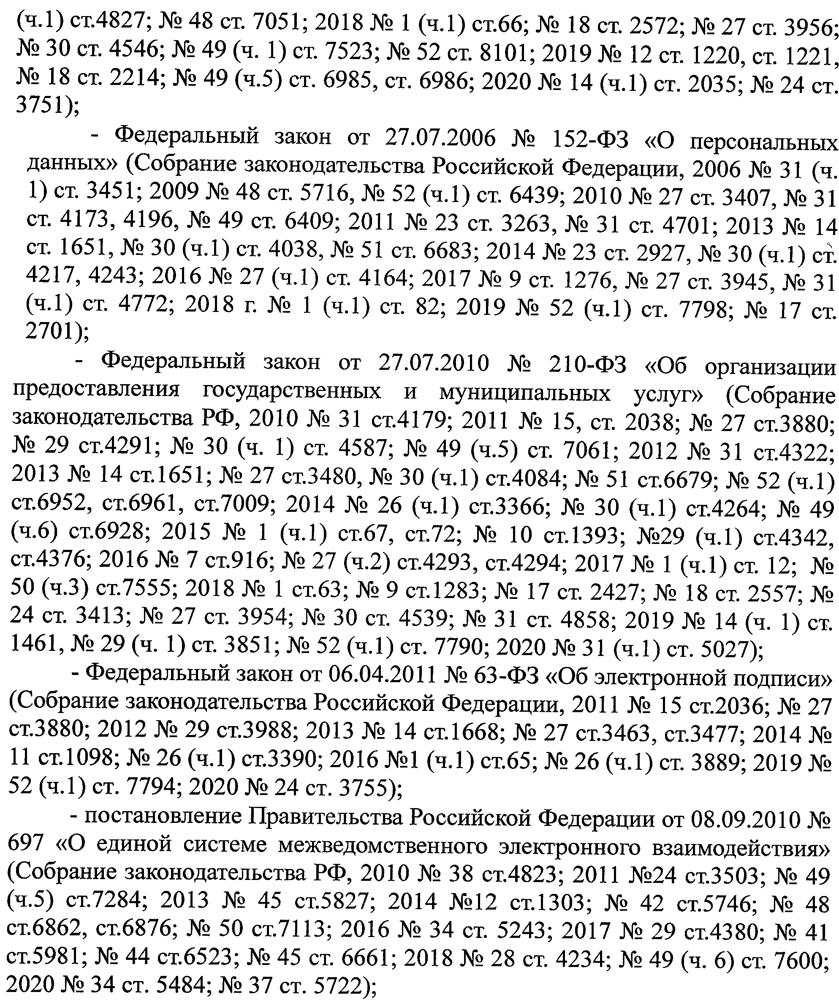 (ч.1) ст.4827; № 48 ст. 7051; 2018 № 1 (ч.1) ст.66; № 18 ст. 2572; № 27 ст. 3956;
№ 30 ст. 4546; № 49 (ч. 1) ст. 7523; № 52 ст. 8101; 2019 № 12 ст. 1220, ст. 1221,
№ 18 ст. 2214; № 49 (ч.5) ст. 6985, ст. 6986; 2020 № 14 (ч.1) ст. 2035; № 24 ст.
3751);
- Федеральный закон от 27.07.2006 № 152-ФЗ «О персональных
данных» (Собрание законодательства Российской Федерации, 2006 № 31 (ч.
1) ст. 3451; 2009 № 48 ст. 5716, № 52 (ч.1) ст. 6439; 2010 № 27 ст. 3407, № 31
ст. 4173, 4196, № 49 ст. 6409; 2011 № 23 ст. 3263, № 31 ст. 4701; 2013 № 14
ст. 1651, № 30 (ч.1) ст. 4038, № 51 ст. 6683; 2014 № 23 ст. 2927, № 30 (ч.1) ст.
4217, 4243; 2016 № 27 (ч.1) ст. 4164; 2017 № 9 ст. 1276, № 27 ст. 3945, № 31
(ч.1) ст. 4772; 2018 г. № 1 (ч.1) ст. 82; 2019 № 52 (ч.1) ст. 7798; № 17 ст.
2701);
- Федеральный закон от 27.07.2010 № 210-ФЗ «Об организации
предоставления государственных и муниципальных услуг» (Собрание
законодательства РФ, 2010 № 31 ст.4179; 2011 № 15, ст. 2038; № 27 ст.3880;
№ 29 ст.4291; № 30 (ч. 1) ст. 4587; № 49 (ч.5) ст. 7061; 2012 № 31 ст.4322;
2013 № 14 ст.1651; № 27 ст.3480, № 30 (ч.1) ст.4084; № 51 ст.6679; № 52 (ч.1)
ст.6952, ст.6961, ст.7009; 2014 № 26 (ч.1) ст.3366; № 30 (ч.1) ст.4264; № 49
(ч.6) ст.6928; 2015 № 1 (ч.1) ст.67, ст.72; № 10 ст.1393; №29 (ч.1) ст.4342,
ст.4376; 2016 № 7 ст.916; № 27 (ч.2) ст.4293, ст.4294; 2017 № 1 (ч.1) ст. 12; №
50 (ч.3) ст.7555; 2018 № 1 ст.63; № 9 ст.1283; № 17 ст. 2427; № 18 ст. 2557; №
24 ст. 3413; № 27 ст. 3954; № 30 ст. 4539; № 31 ст. 4858; 2019 № 14 (ч. 1) ст.
1461, № 29 (ч. 1) ст. 3851; № 52 (ч.1) ст. 7790; 2020 № 31 (ч.1) ст. 5027);
- Федеральный закон от 06.04.2011 № 63-ФЗ «Об электронной подписи»
(Собрание законодательства Российской Федерации, 2011 № 15 ст.2036; № 27
ст.3880; 2012 № 29 ст.3988; 2013 № 14 ст.1668; № 27 ст.3463, ст.3477; 2014 №
11 ст.1098; № 26 (ч.1) ст.3390; 2016 №1 (ч.1) ст.65; № 26 (ч.1) ст. 3889; 2019 №
52 (ч.1) ст. 7794; 2020 № 24 ст. 3755);
- постановление Правительства Российской Федерации от 08.09.2010 №
697 «О единой системе межведомственного электронного взаимодействия»
(Собрание законодательства РФ, 2010 № 38 ст.4823; 2011 №24 ст.3503; № 49
(ч.5) ст.7284; 2013 № 45 ст.5827; 2014 №12 ст.1303; № 42 ст.5746; № 48
ст.6862, ст.6876; № 50 ст.7113; 2016 № 34 ст. 5243; 2017 № 29 ст.4380; № 41
ст.5981; № 44 ст.6523; № 45 ст. 6661; 2018 № 28 ст. 4234; № 49 (ч. 6) ст. 7600;
2020 № 34 ст. 5484; № 37 ст. 5722);